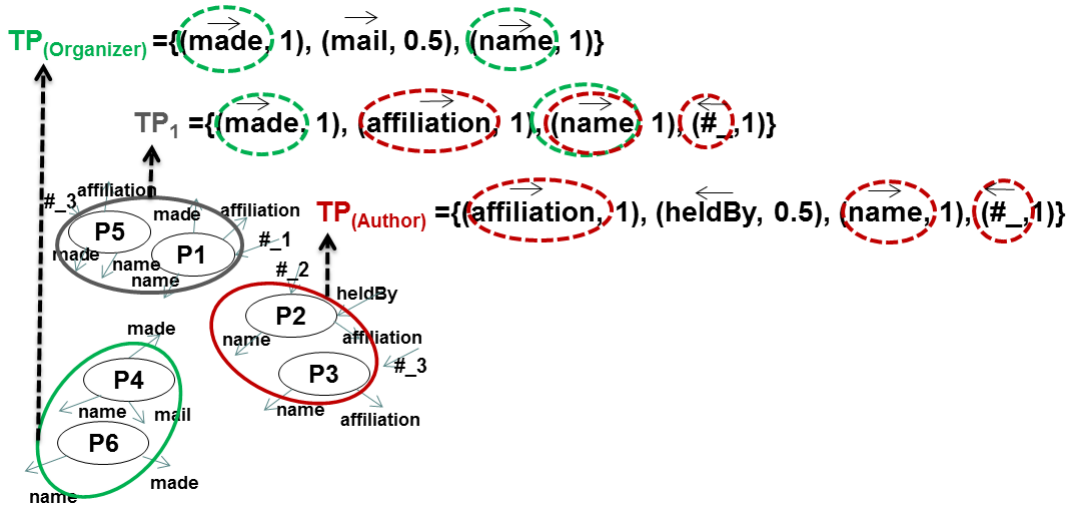 TP(Organizer) ={(made, 1), (mail, 0.5), (name, 1)}
TP1 ={(made, 1), (affiliation, 1), (name, 1), (#_,1)}
TP(Author) ={(affiliation, 1), (heldBy, 0.5), (name, 1), (#_,1)}
#_3
affiliation
made
affiliation
P5
P1
#_1
made
name
name
#_2
heldBy
P2
name
affiliation
P3
#_3
name
affiliation
made
P4
name
mail
P6
made
name